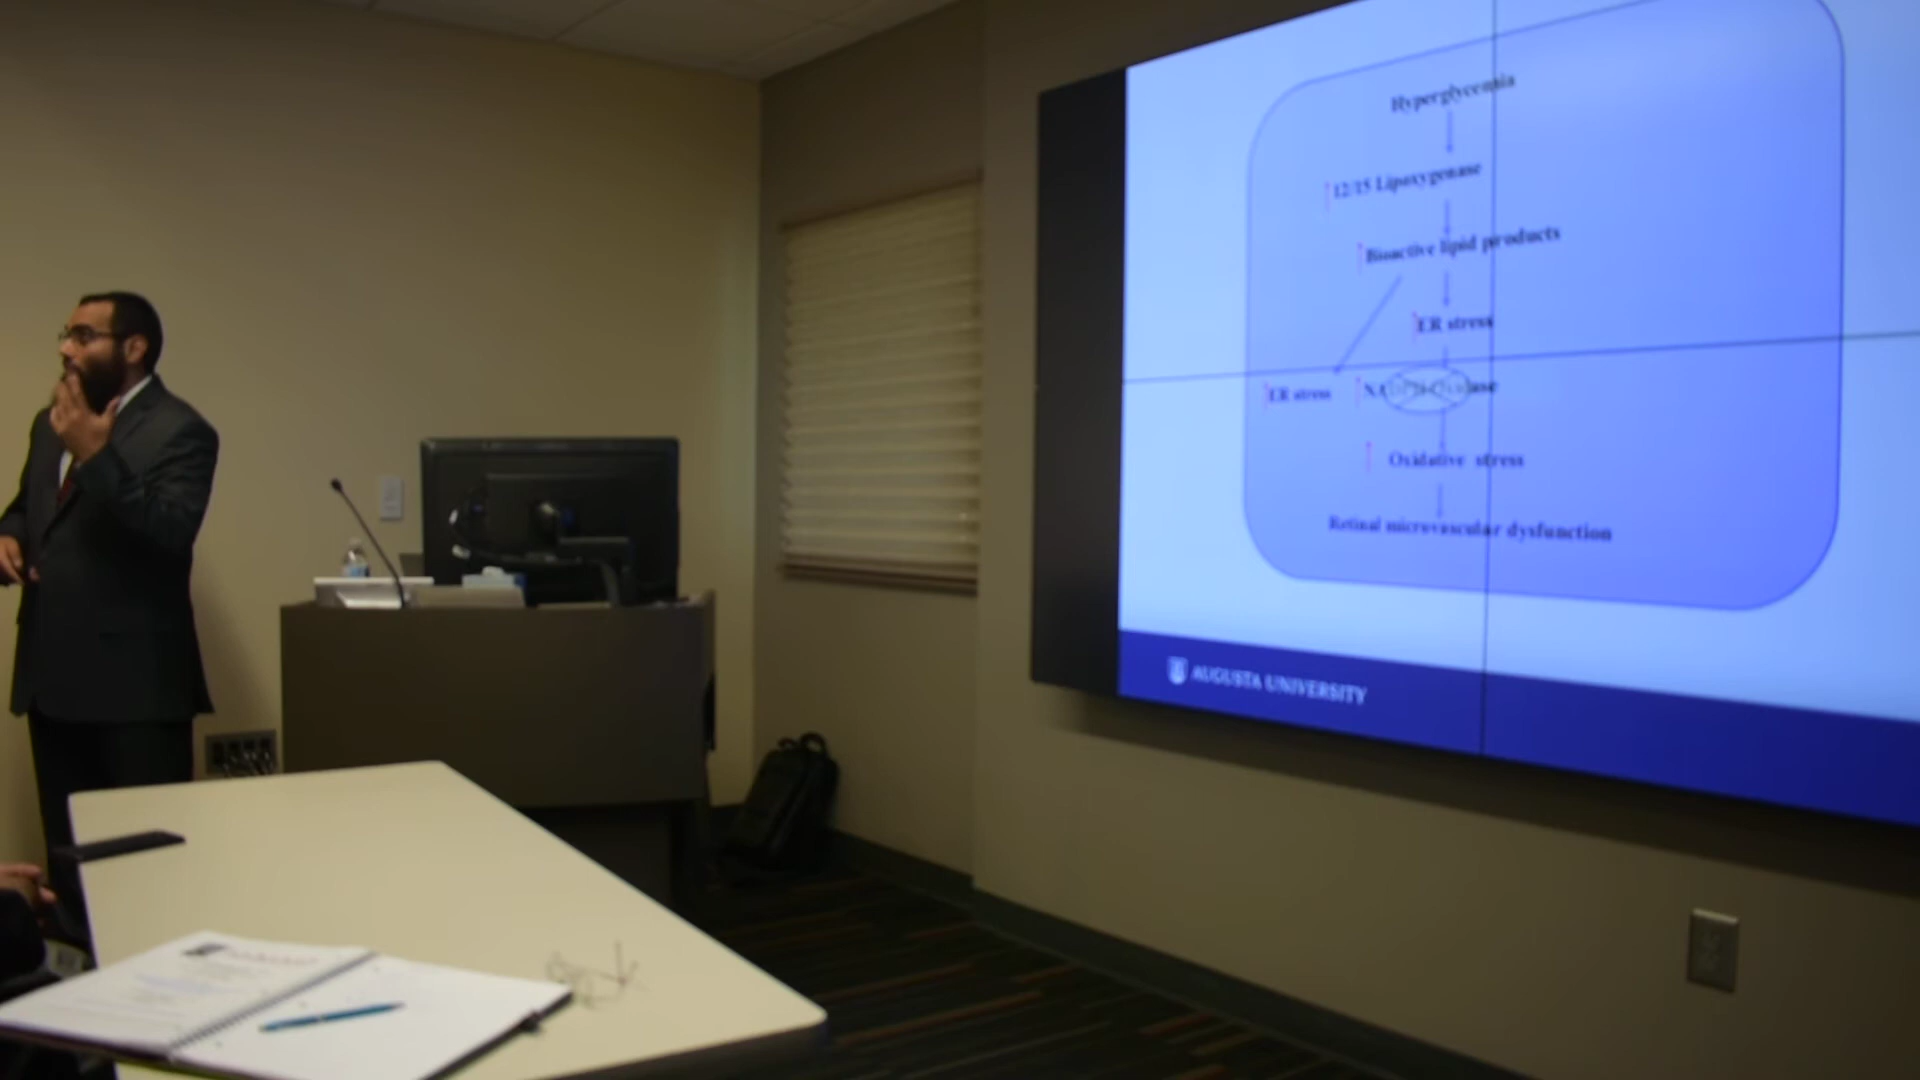 Hyperglycemia
12/15 Lipoxygenase
Bioactive lipid products
ER stress
ER stress
Oxidative stress
Retinal microvascular dysfunction
AUGUSTA UNIVERSITY